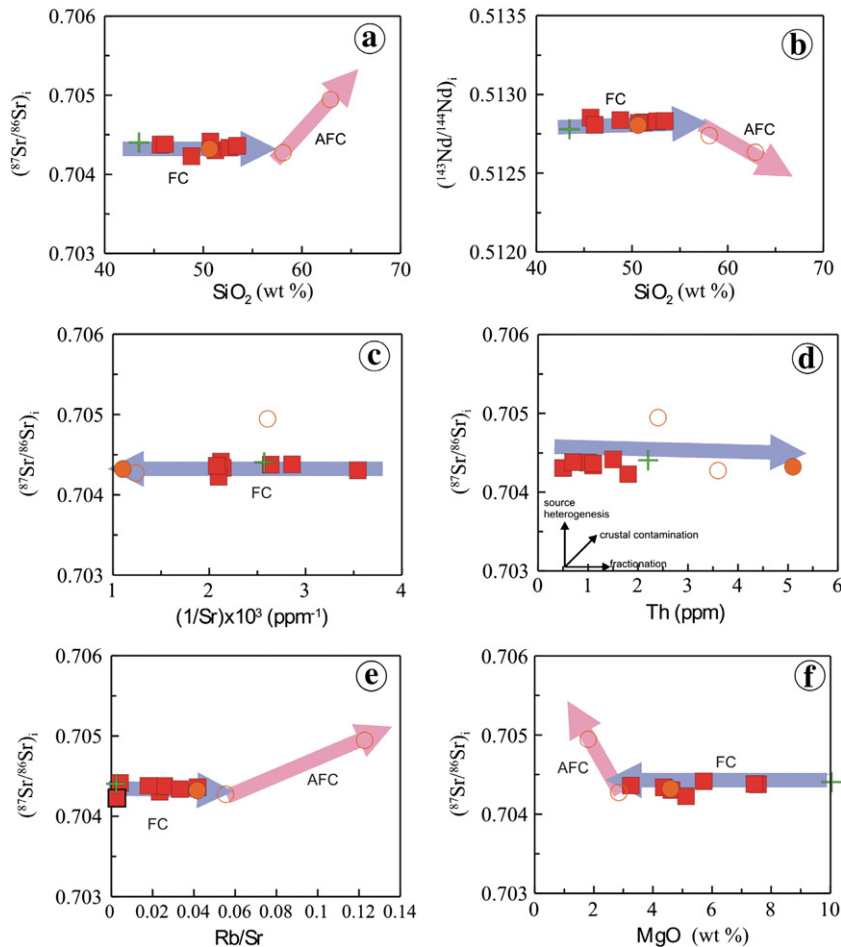 a
0.706
0.705
0.704
0.703
(⁸⁷Sr/⁸⁶Sr)ᵢ
FC
AFC
40 50 60 70
SiO₂ (wt %)
b
0.5135
0.5130
0.5125
0.5120
(¹⁴³Nd/¹⁴⁴Nd)ᵢ
FC
AFC
40 50 60 70
SiO₂ (wt %)
c
0.706
0.705
0.704
0.703
(⁸⁷Sr/⁸⁶Sr)ᵢ
FC
1 2 3 4
(1/Sr)x10³ (ppm⁻¹)
d
0.706
0.705
0.704
0.703
(⁸⁷Sr/⁸⁶Sr)ᵢ
source
heterogenesis
crustal contamination
fractionation
0 2 4 6
Th (ppm)
e
0.706
0.705
0.704
0.703
(⁸⁷Sr/⁸⁶Sr)ᵢ
FC
AFC
0 0.02 0.04 0.06 0.08 0.1 0.12 0.14
Rb/Sr
f
0.706
0.705
0.704
0.703
(⁸⁷Sr/⁸⁶Sr)ᵢ
AFC
FC
0 2 4 6 8 10
MgO (wt %)